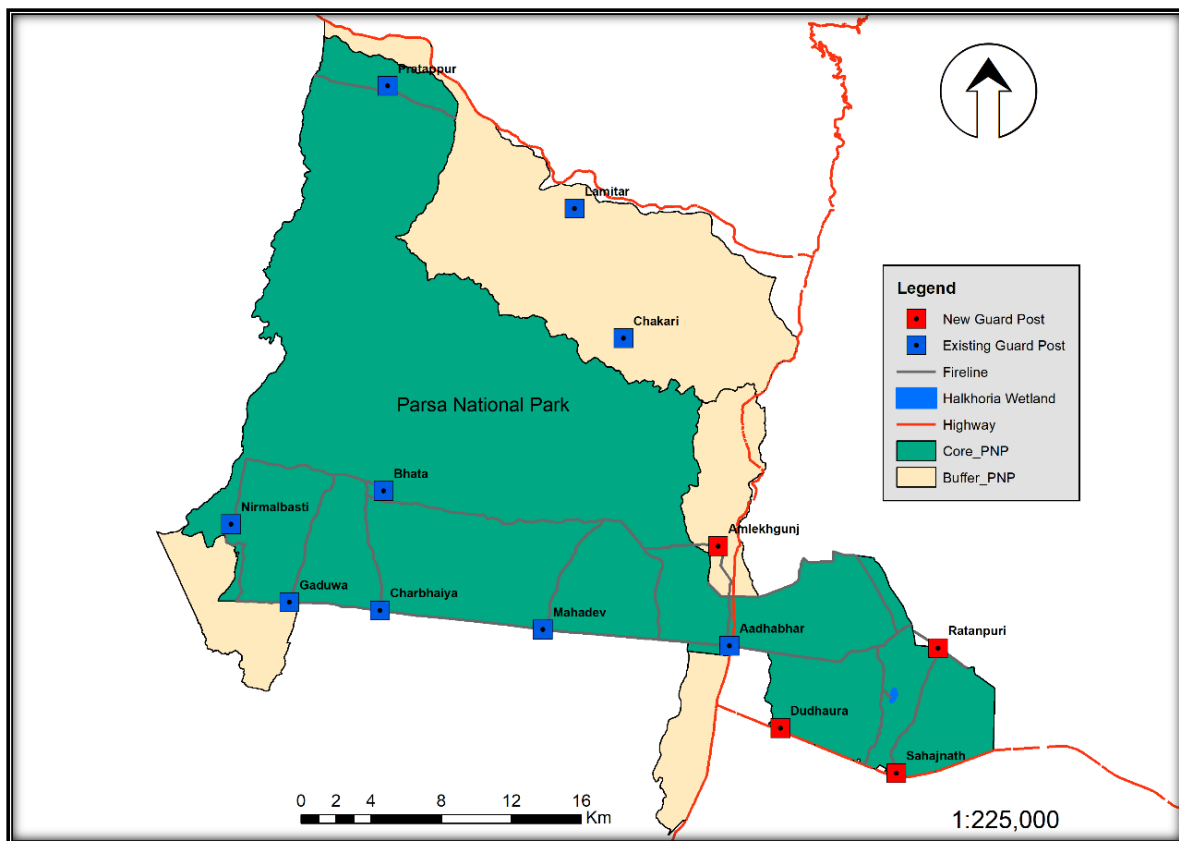 Pratappur
Lamitar
Chakari
Parsa National Park
Bhata
Nirmalbasti
Amlekhgunj
Gaduwa
Charbhaiya
Mahadev
Aadhabhar
Ratanpuri
Dudhaura
Sahajnath
Legend
New Guard Post
Existing Guard Post
Fireline
Halkhoria Wetland
Highway
Core_PNP
Buffer_PNP
0 2 4 8 12 16
Km
1:225,000